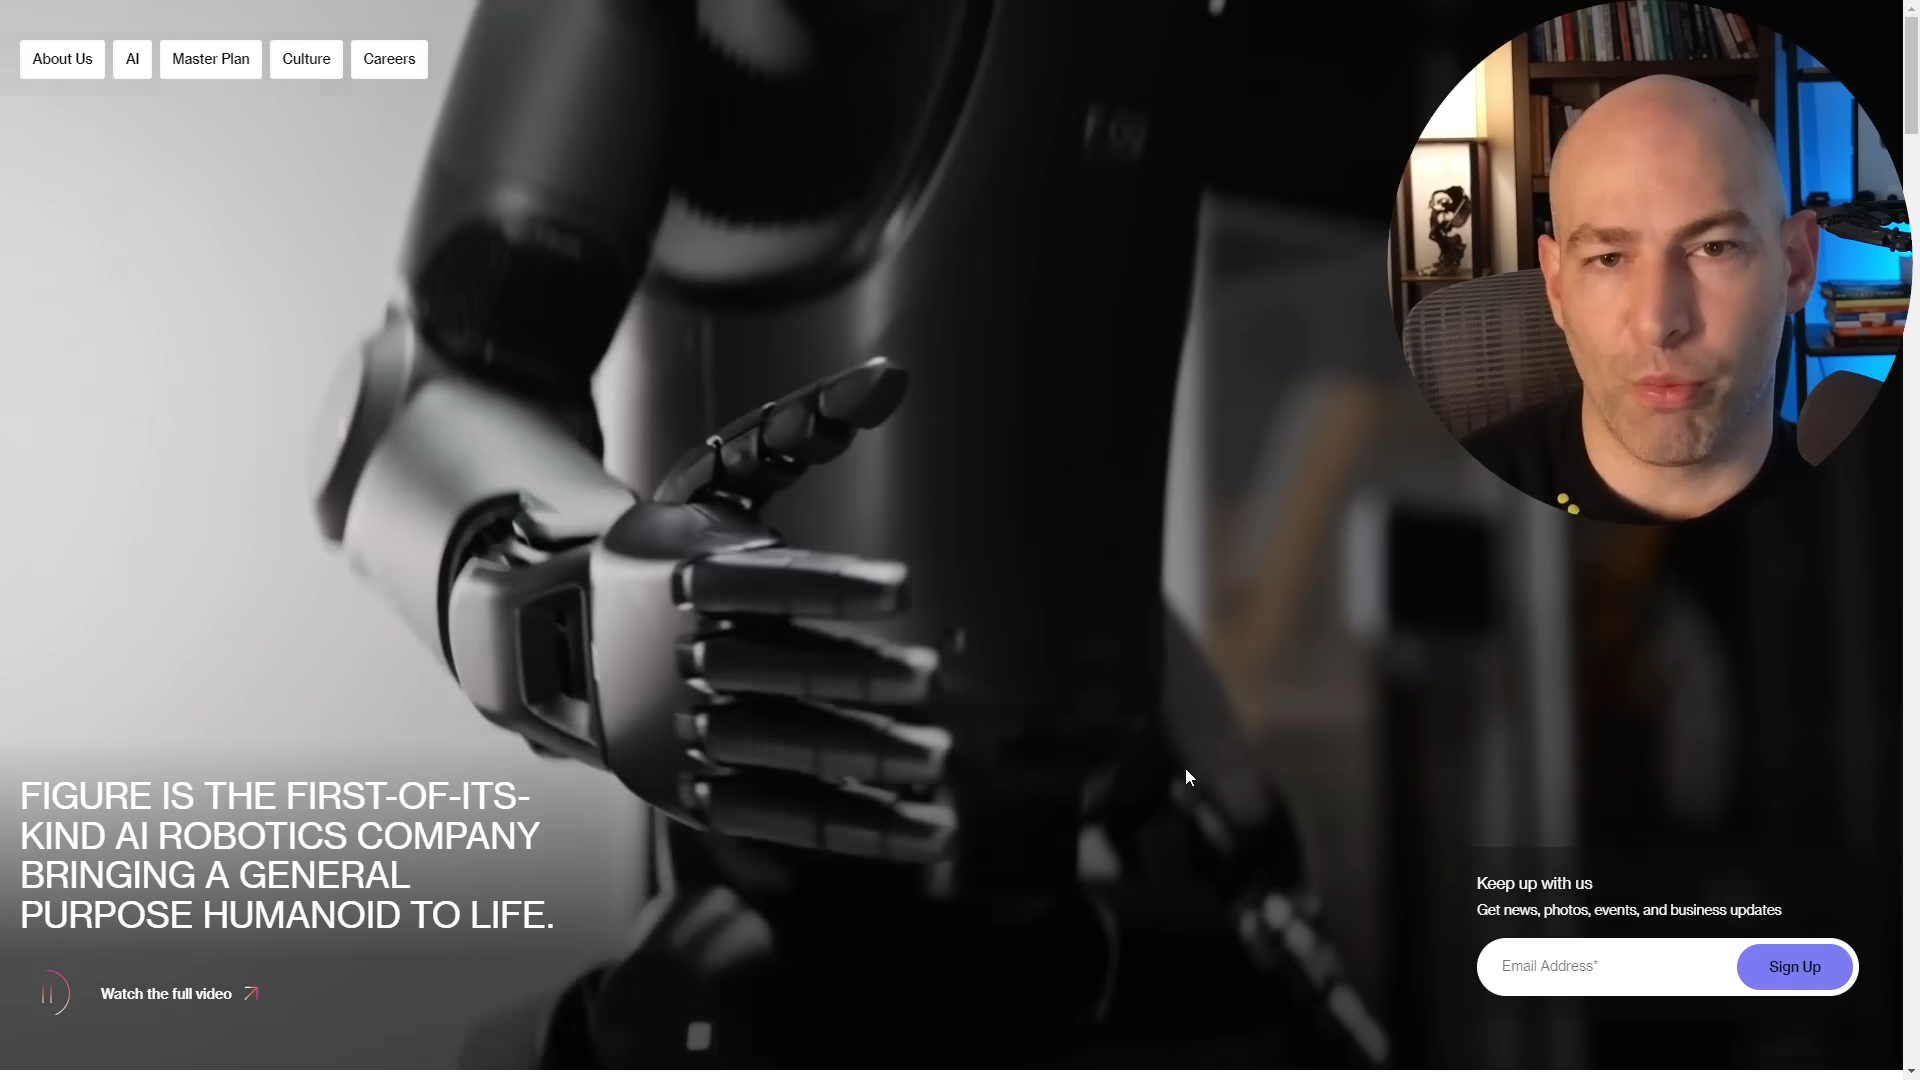 About Us
AI
Master Plan
Culture
Careers
FIGURE IS THE FIRST-OF-ITS-
KIND AI ROBOTICS COMPANY
BRINGING A GENERAL
PURPOSE HUMANOID TO LIFE.
Watch the full video
Keep up with us
Get news, photos, events, and business updates
Email Address*
Sign Up